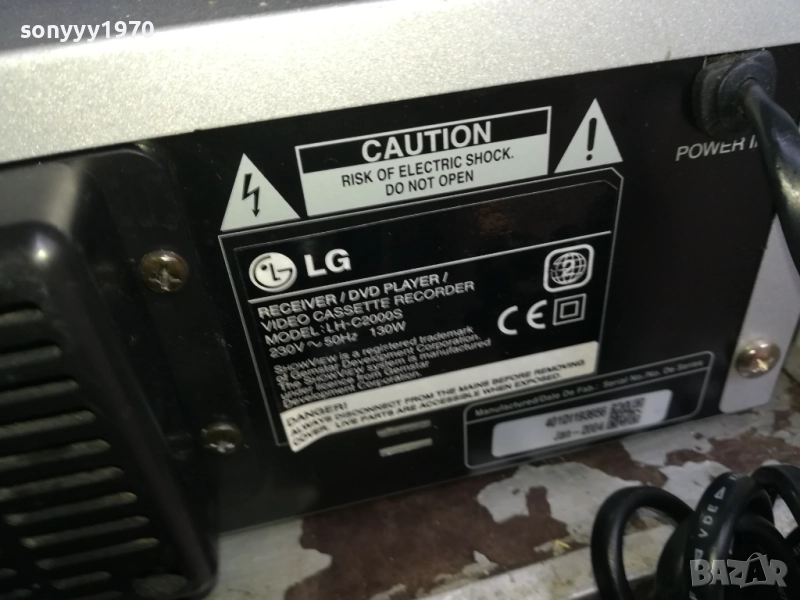 sonyyy1970
CAUTION
RISK OF ELECTRIC SHOCK.
DO NOT OPEN
POWER I
LG
2
RECEIVER / DVD PLAYER /
VIDEO CASSETTE RECORDER
MODEL: LH-C2000S
230V ~ 50Hz 130W
CE
SHOWVIEW is a registered trademark
of Gemstar Development Corporation.
The SHOWVIEW system is manufactured
under license from Gemstar
Development Corporation.
DANGER!
ALWAYS DISCONNECT FROM THE MAINS BEFORE REMOVING
COVER. LIVE PARTS ARE ACCESSIBLE WHEN EXPOSED.
Manufactured/Date De Fab.: Serial No./No. De Series
Jan-2004
VDE
BAZAR